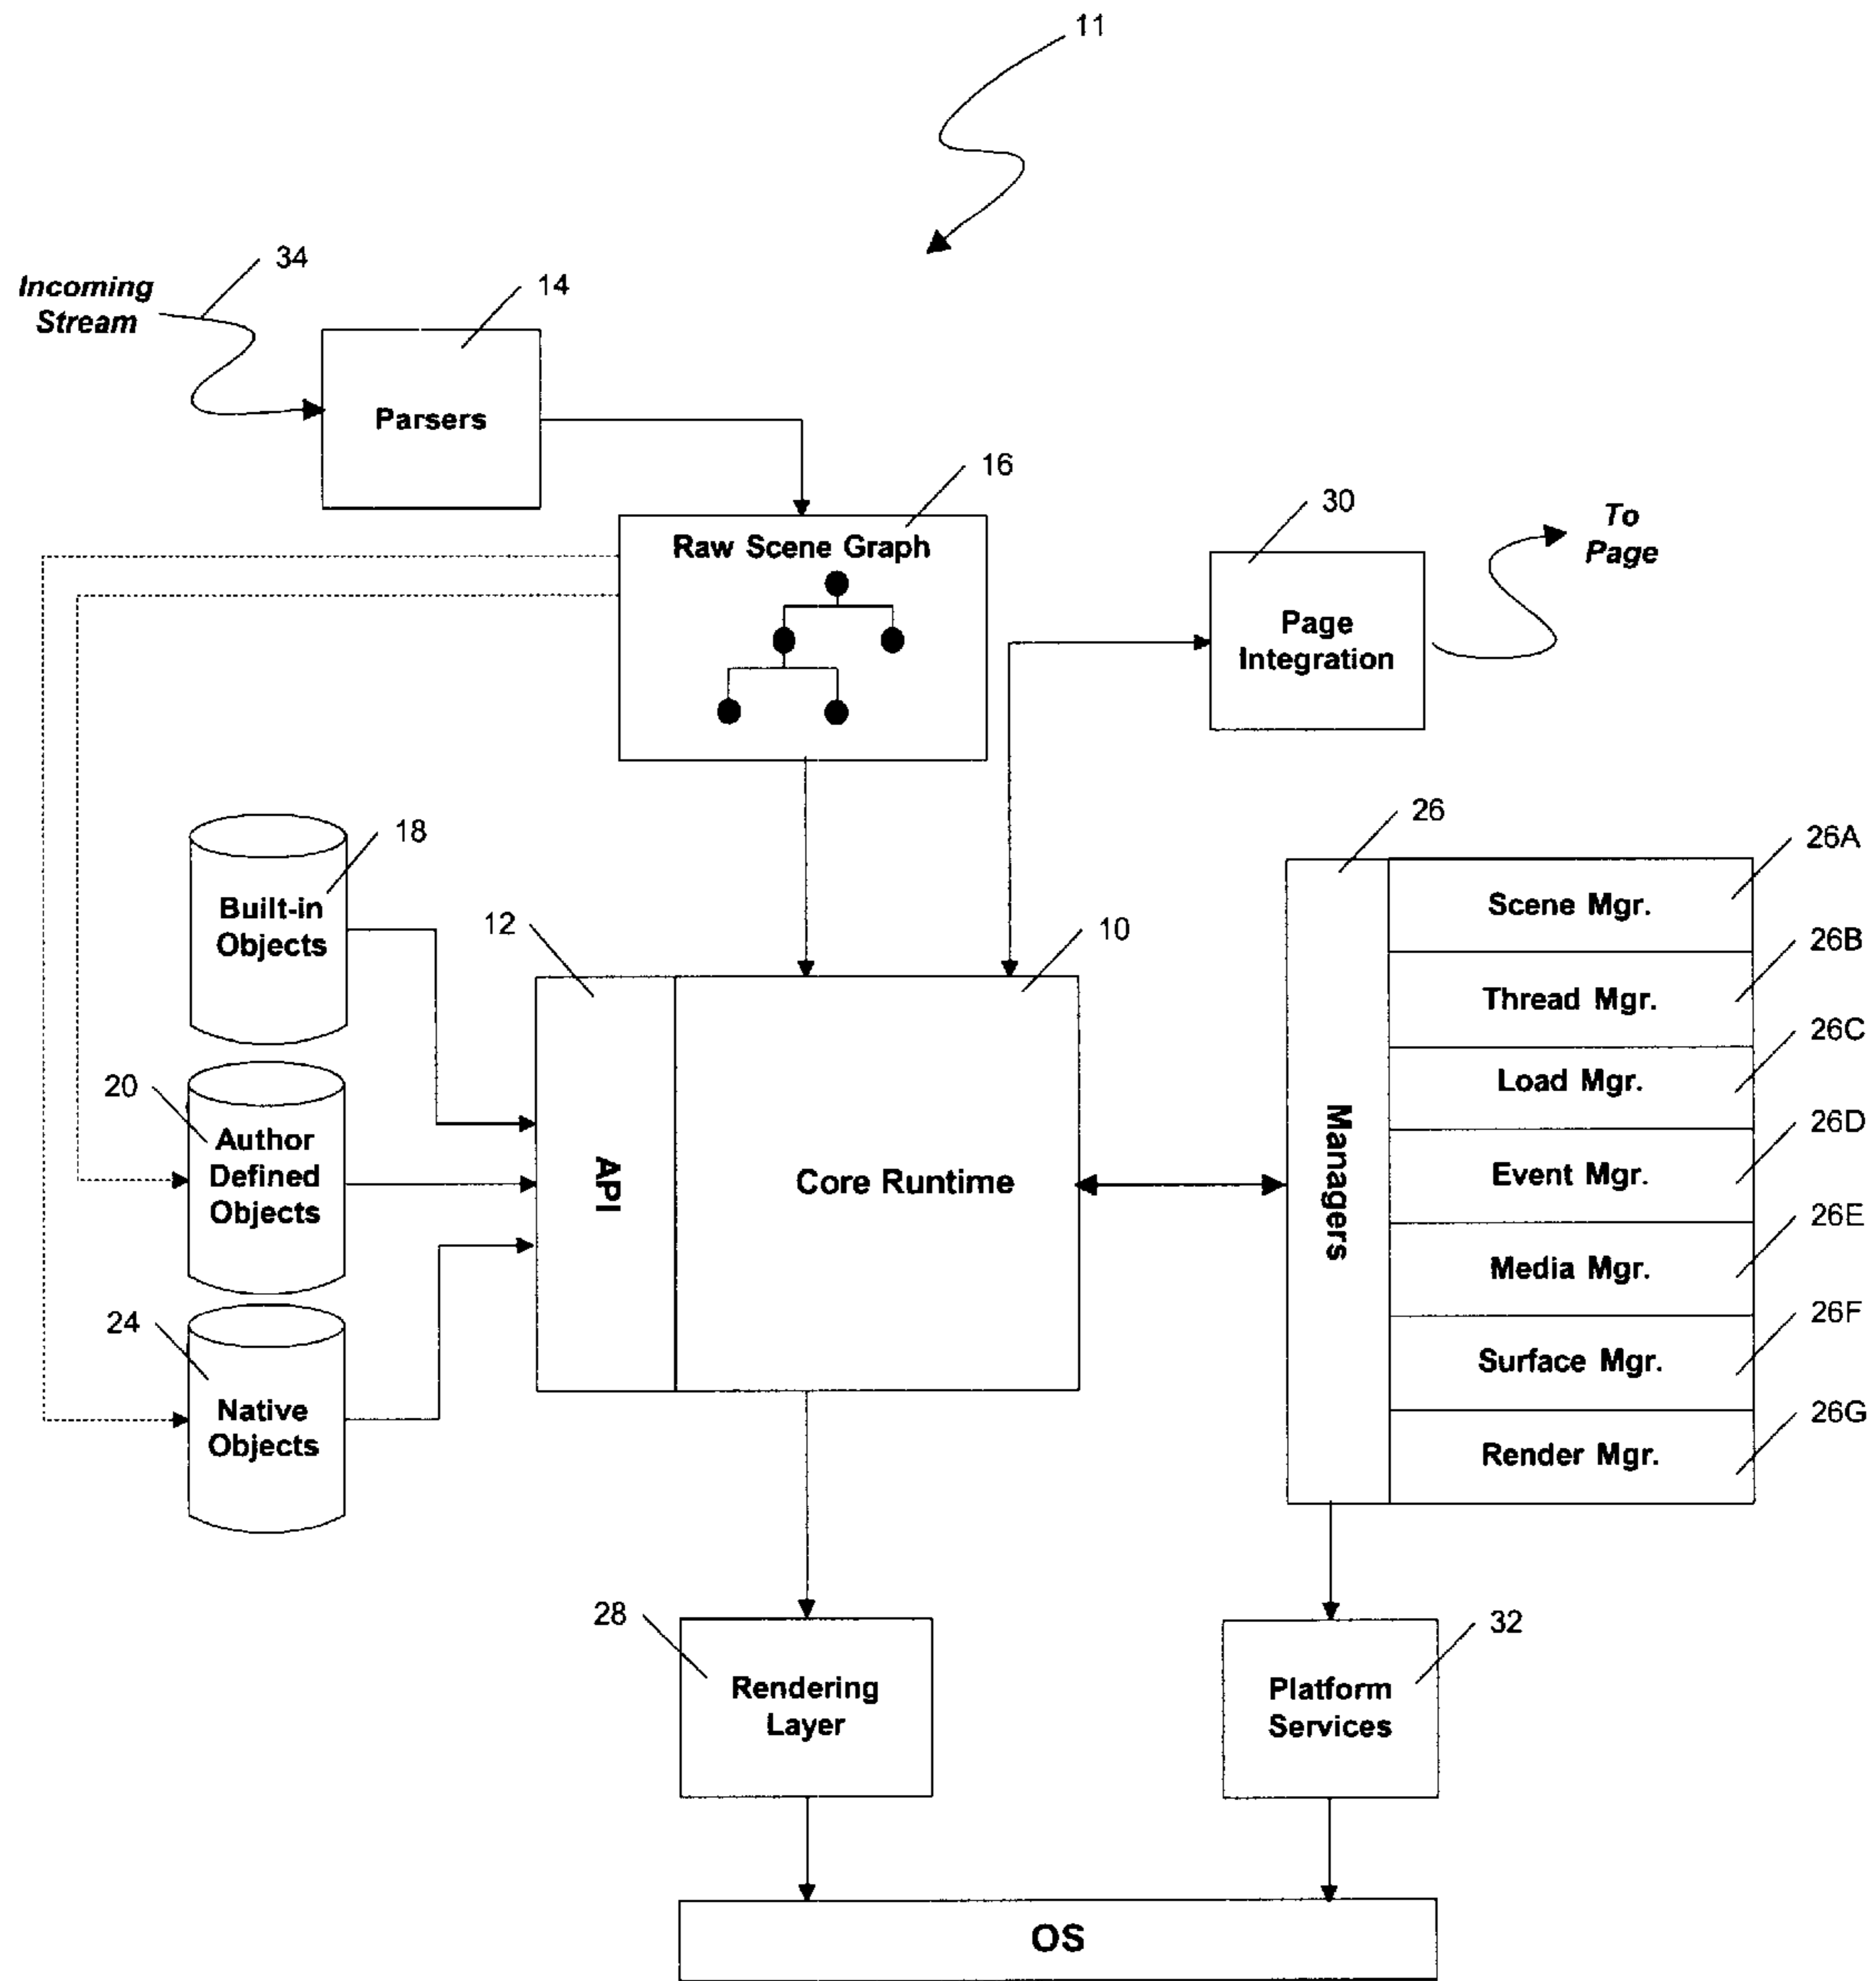 11
34
Incoming
Stream
14
Parsers
16
Raw Scene Graph
30
To
Page
Page
Integration
18
Built-in
Objects
26
26A
Scene Mgr.
12
10
26B
Thread Mgr.
26C
Load Mgr.
20
Author
Defined
Objects
API
Core Runtime
Managers
26D
Event Mgr.
26E
Media Mgr.
24
Native
Objects
26F
Surface Mgr.
26G
Render Mgr.
28
Rendering
Layer
32
Platform
Services
OS